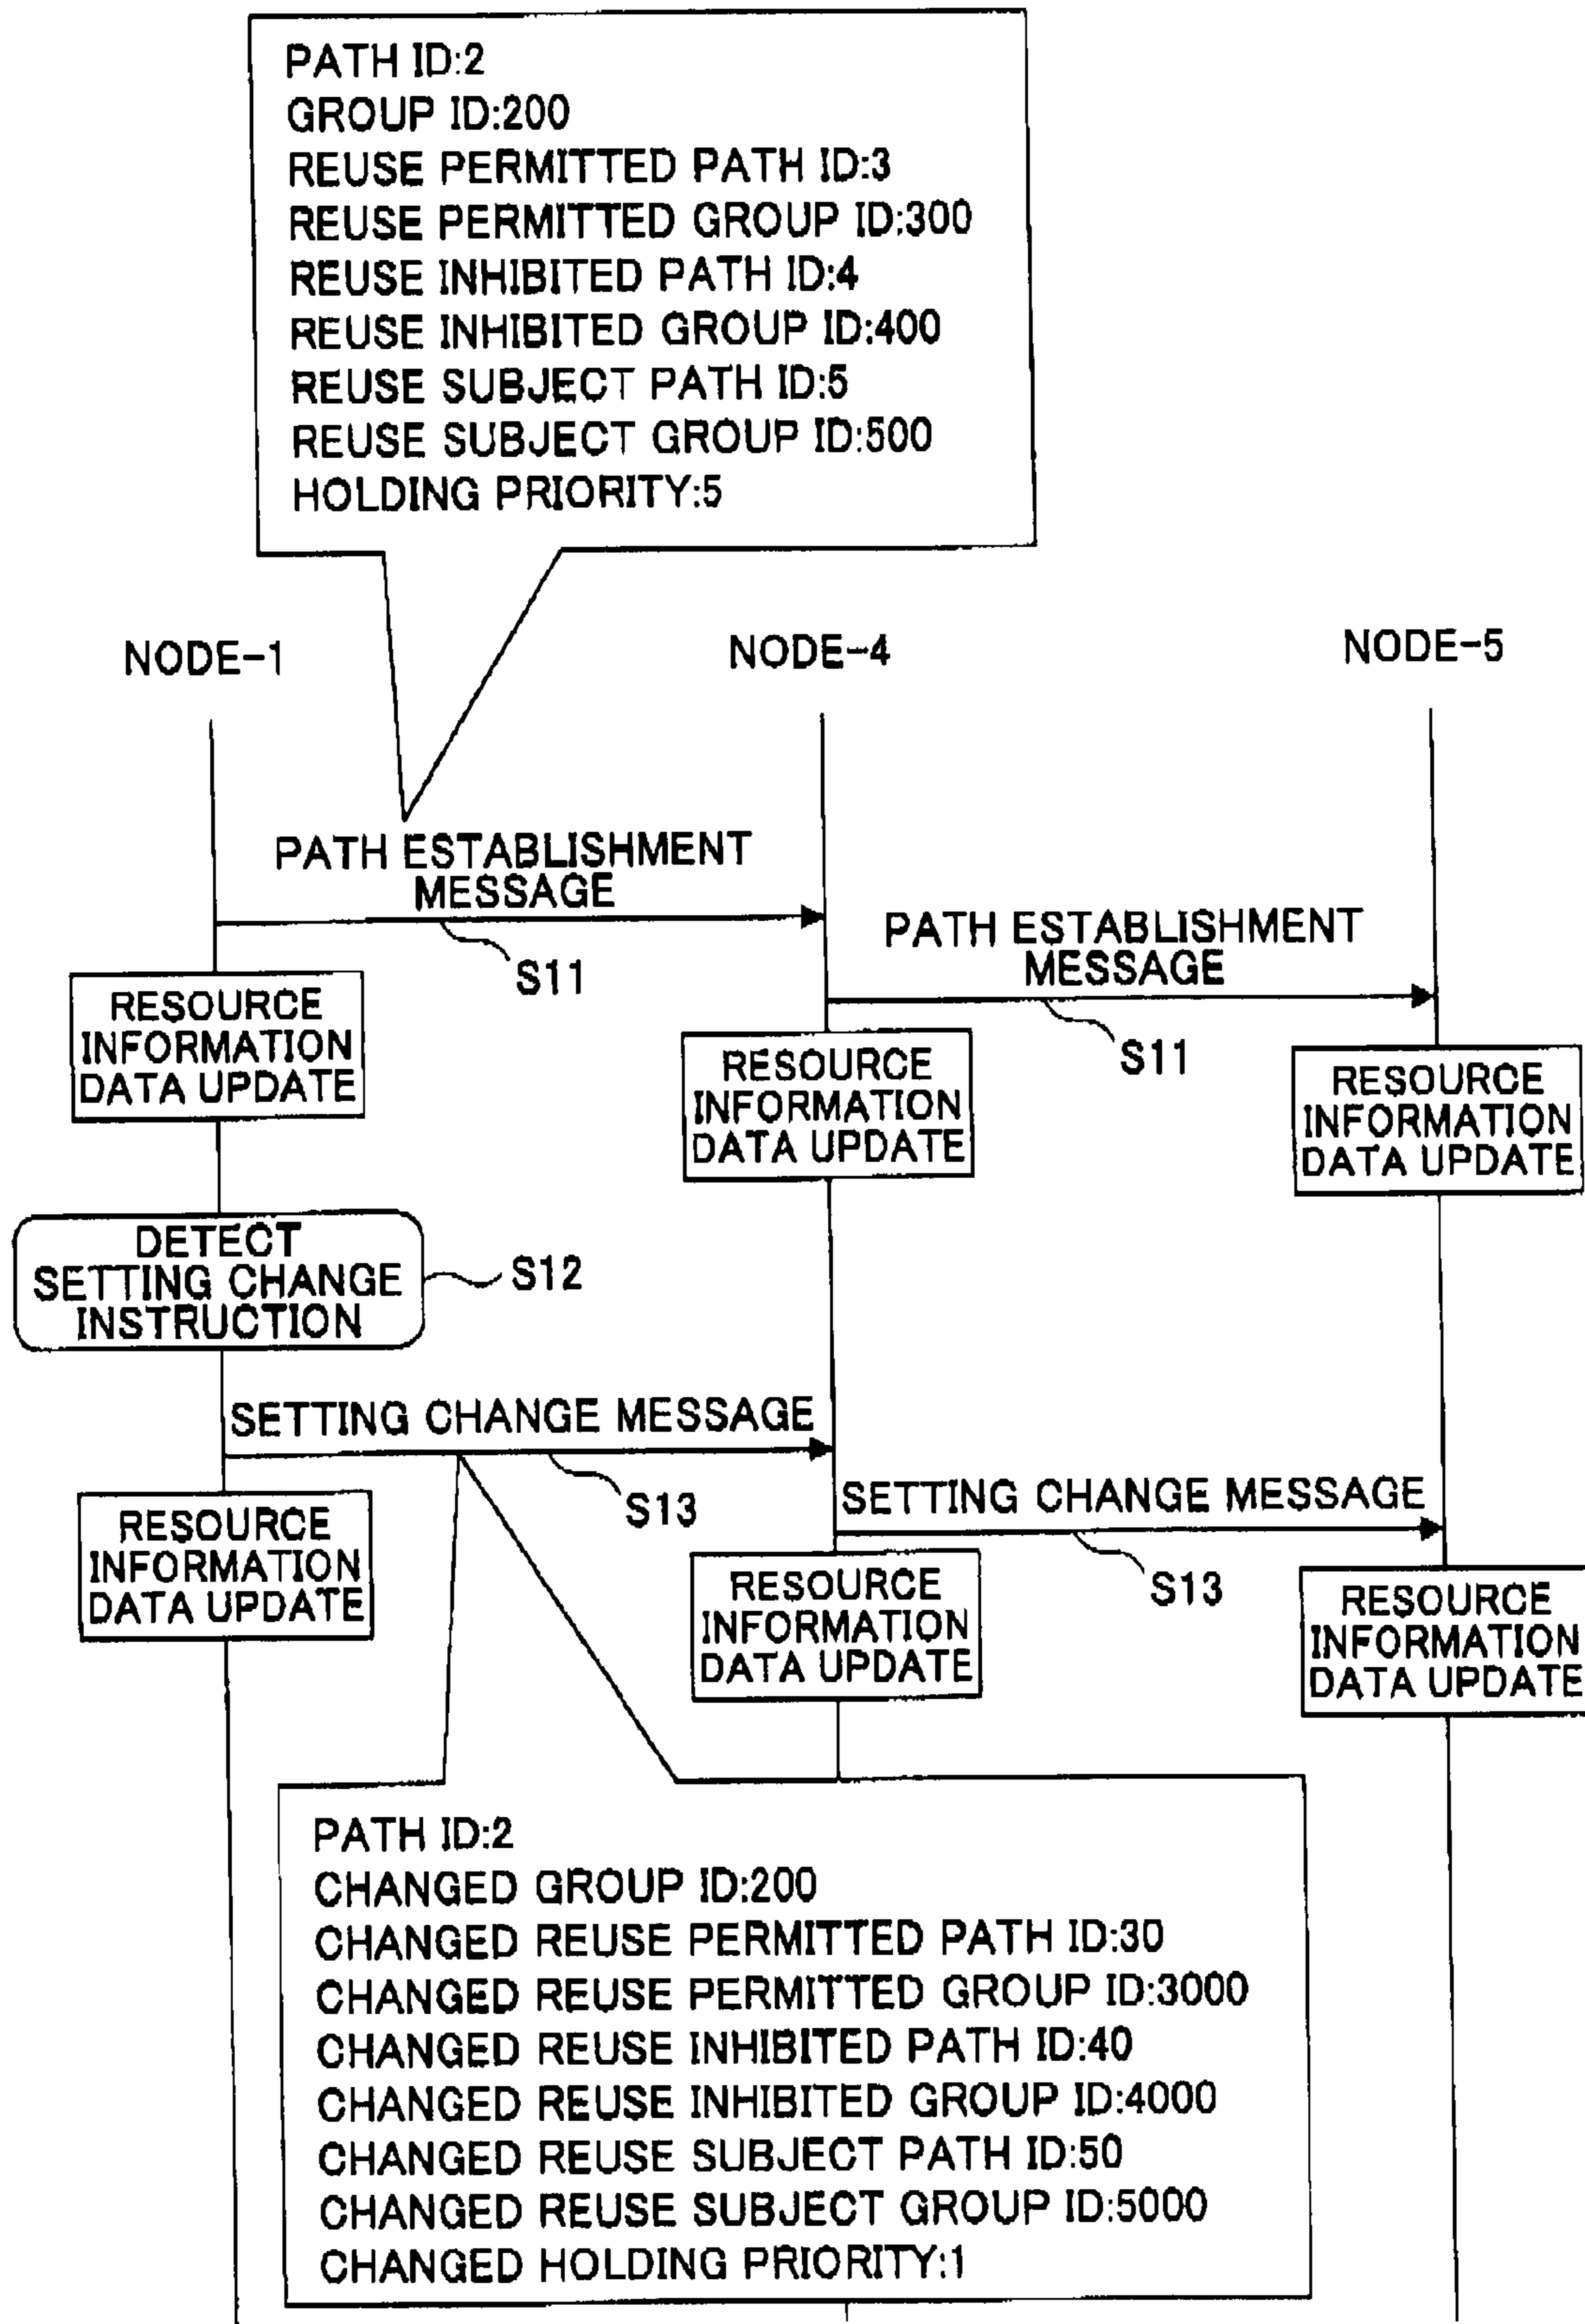 PATH ID:2
GROUP ID:200
REUSE PERMITTED PATH ID:3
REUSE PERMITTED GROUP ID:300
REUSE INHIBITED PATH ID:4
REUSE INHIBITED GROUP ID:400
REUSE SUBJECT PATH ID:5
REUSE SUBJECT GROUP ID:500
HOLDING PRIORITY:5
NODE-1
NODE-4
NODE-5
PATH ESTABLISHMENT
MESSAGE
S11
PATH ESTABLISHMENT
MESSAGE
S11
RESOURCE
INFORMATION
DATA UPDATE
RESOURCE
INFORMATION
DATA UPDATE
RESOURCE
INFORMATION
DATA UPDATE
DETECT
SETTING CHANGE
INSTRUCTION
S12
SETTING CHANGE MESSAGE
S13
SETTING CHANGE MESSAGE
S13
RESOURCE
INFORMATION
DATA UPDATE
RESOURCE
INFORMATION
DATA UPDATE
RESOURCE
INFORMATION
DATA UPDATE
PATH ID:2
CHANGED GROUP ID:200
CHANGED REUSE PERMITTED PATH ID:30
CHANGED REUSE PERMITTED GROUP ID:3000
CHANGED REUSE INHIBITED PATH ID:40
CHANGED REUSE INHIBITED GROUP ID:4000
CHANGED REUSE SUBJECT PATH ID:50
CHANGED REUSE SUBJECT GROUP ID:5000
CHANGED HOLDING PRIORITY:1